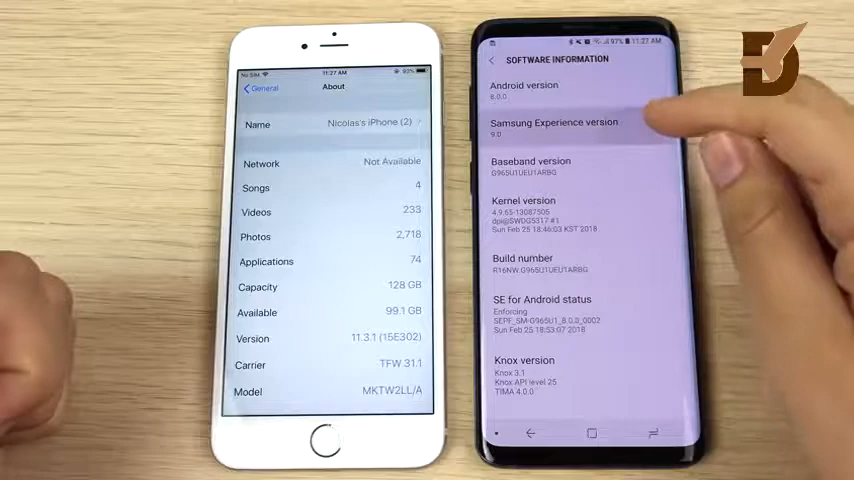 No SIM 11:27 AM 93%
General About
Name Nicolas's iPhone (2)
Network Not Available
Songs 4
Videos 233
Photos 2,718
Applications 74
Capacity 128 GB
Available 99.1 GB
Version 11.3.1 (15E302)
Carrier TFW 31.1
Model MKTW2LL/A
97% 11:27 AM
SOFTWARE INFORMATION
Android version
8.0.0
Samsung Experience version
9.0
Baseband version
G965U1UEU1ARBG
Kernel version
4.9.65-13087505
dpi@SWDG5317 #1
Sun Feb 25 18:46:03 KST 2018
Build number
R16NW.G965U1UEU1ARBG
SE for Android status
Enforcing
SEPF_SM-G965U1_8.0.0_0002
Sun Feb 25 18:53:07 2018
Knox version
Knox 3.1
Knox API level 25
TIMA 4.0.0
D